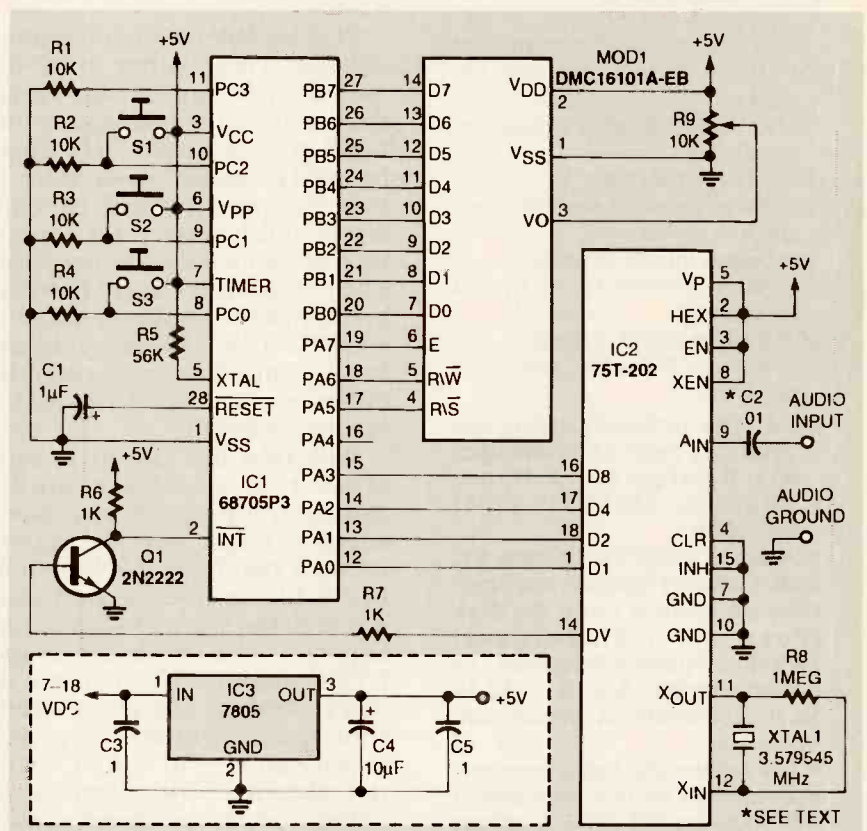 +5V
R1
10K
R2
10K
R3
10K
R4
10K
S1
S2
S3
R5
56K
C1
1µF
+
+5V
R6
1K
Q1
2N2222
11
3
10
6
9
7
8
5
28
1
2
PC3
VCC
PC2
VPP
PC1
TIMER
PC0
XTAL
RESET
VSS
INT
IC1
68705P3
PB7
PB6
PB5
PB4
PB3
PB2
PB1
PB0
PA7
PA6
PA5
PA4
PA3
PA2
PA1
PA0
27
26
25
24
23
22
21
20
19
18
17
16
15
14
13
12
14
13
12
11
10
9
8
7
6
5
4
D7
D6
D5
D4
D3
D2
D1
D0
E
R\W
R\S
MOD1
DMC16101A-EB
VDD
2
VSS
1
VO
3
+5V
R9
10K
IC2
75T-202
16
17
18
1
14
D8
D4
D2
D1
DV
R7
1K
VP
HEX
EN
XEN
AIN
CLR
INH
GND
GND
XOUT
XIN
5
2
3
8
9
4
15
7
10
11
12
+5V
* C2
.01
AUDIO
INPUT
AUDIO
GROUND
R8
1MEG
XTAL1
3.579545
MHz
*SEE TEXT
7–18
VDC
1
IN
IC3
7805
OUT
3
GND
2
C3
.1
+
C4
10µF
C5
.1
+5V